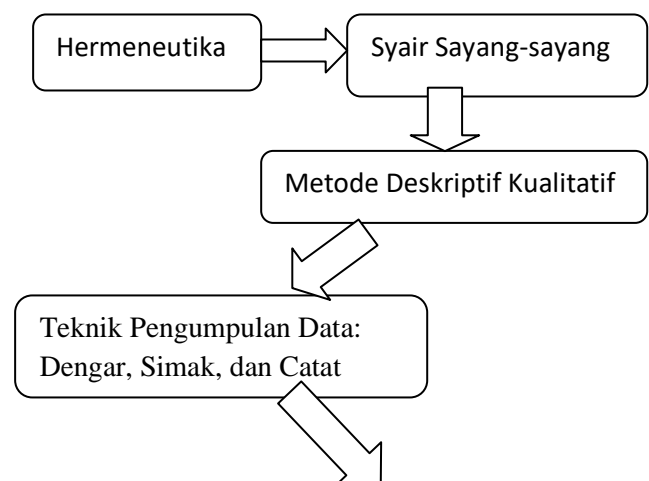 Hermeneutika
Syair Sayang-sayang
Metode Deskriptif Kualitatif
Teknik Pengumpulan Data:
Dengar, Simak, dan Catat